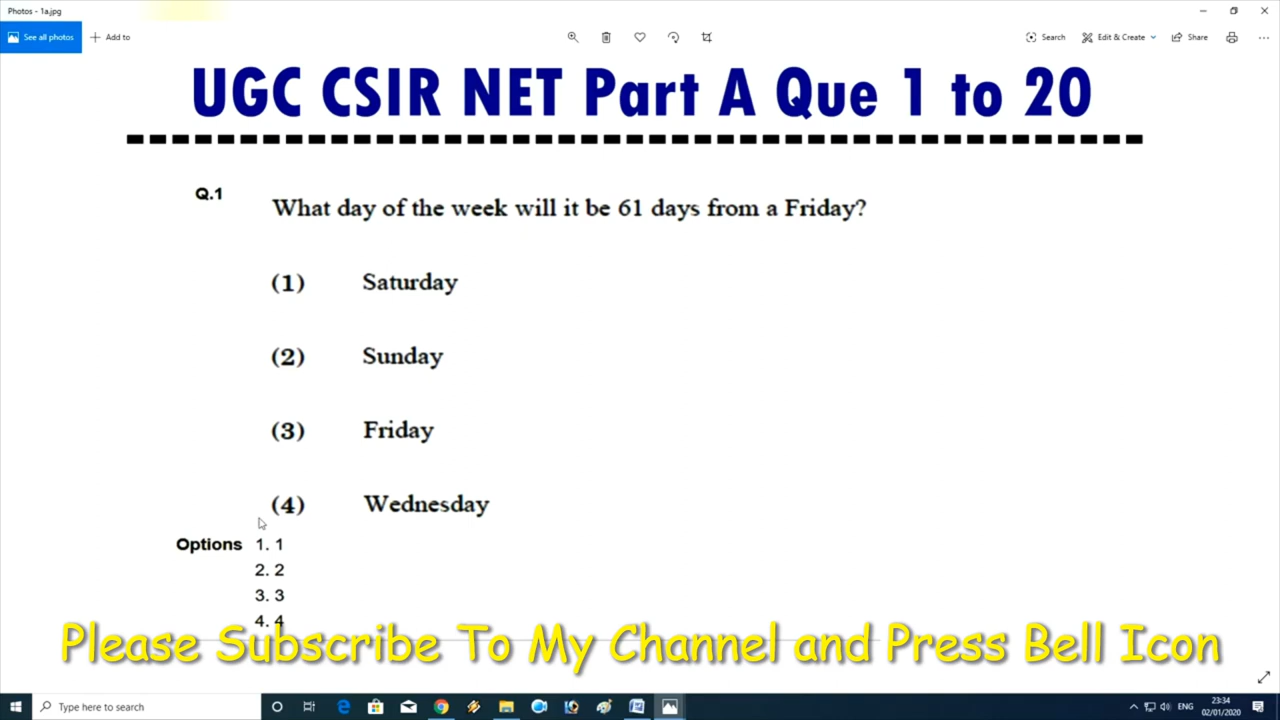 Photos - 1a.jpg
See all photos
Add to
Search
Edit & Create
Share
UGC CSIR NET Part A Que 1 to 20
Q.1
What day of the week will it be 61 days from a Friday?
(1) Saturday
(2) Sunday
(3) Friday
(4) Wednesday
Options 1. 1
2. 2
3. 3
4. 4
Please Subscribe To My Channel and Press Bell Icon
Type here to search
ENG
23:34
02/01/2020